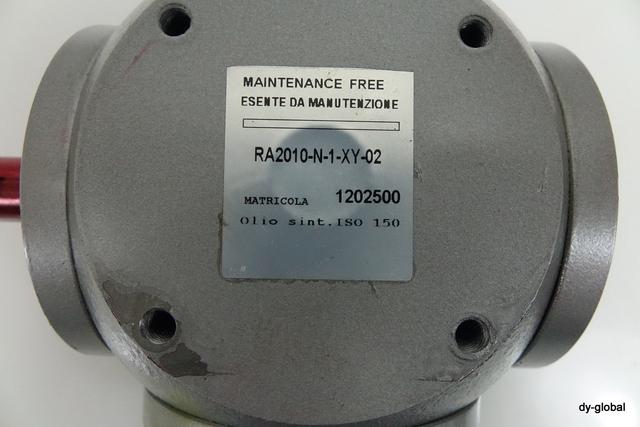 MAINTENANCE FREE
ESENTE DA MANUTENZIONE
RA2010-N-1-XY-02
MATRICOLA 1202500
Olio sint.ISO 150
dy-global